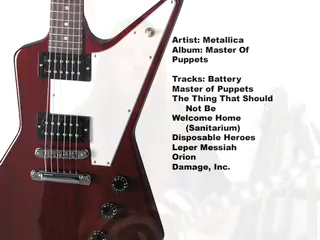 Artist: Metallica
Album: Master Of
Puppets
Tracks: Battery
Master of Puppets
The Thing That Should
Not Be
Welcome Home
(Sanitarium)
Disposable Heroes
Leper Messiah
Orion
Damage, Inc.